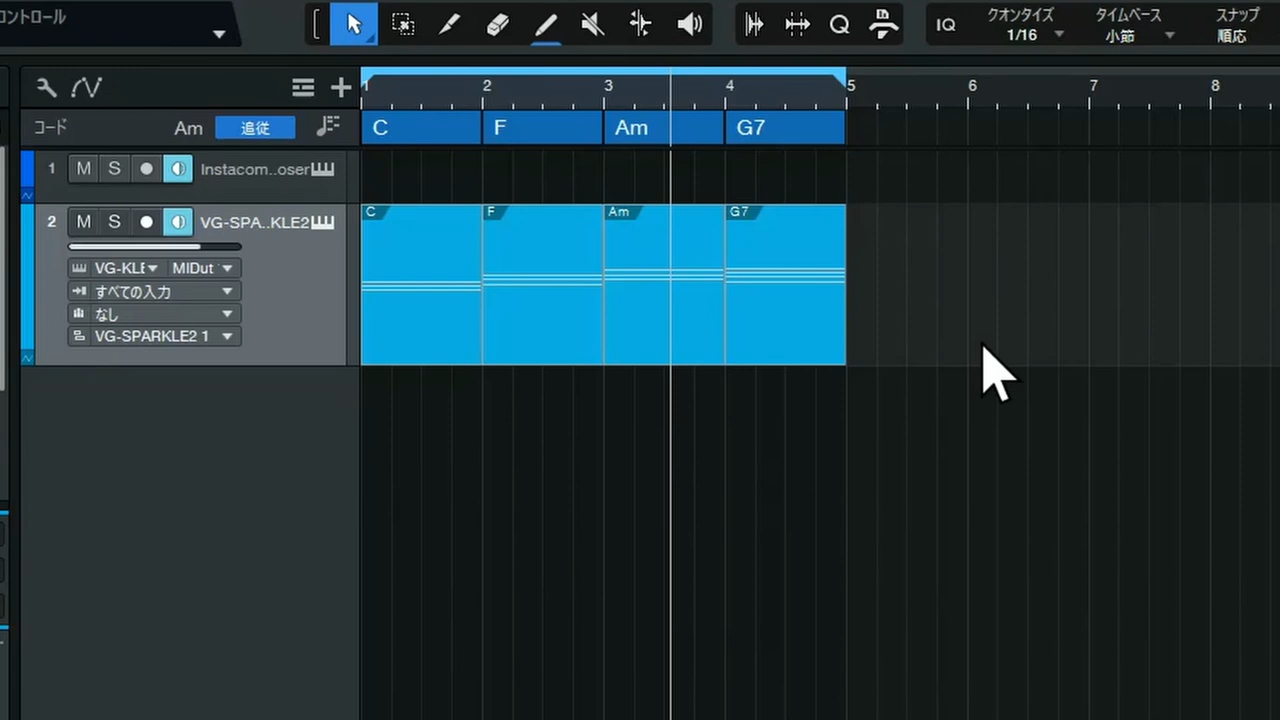 コントロール
IQ
クオンタイズ
1/16
タイムベース
小節
スナップ
順応
1 2 3 4 5 6 7 8
コード Am 追従
C F Am G7
1 M S Instacom..oser
2 M S VG-SPA..KLE2
C F Am G7
VG-KLE MIDut
すべての入力
なし
VG-SPARKLE2 1